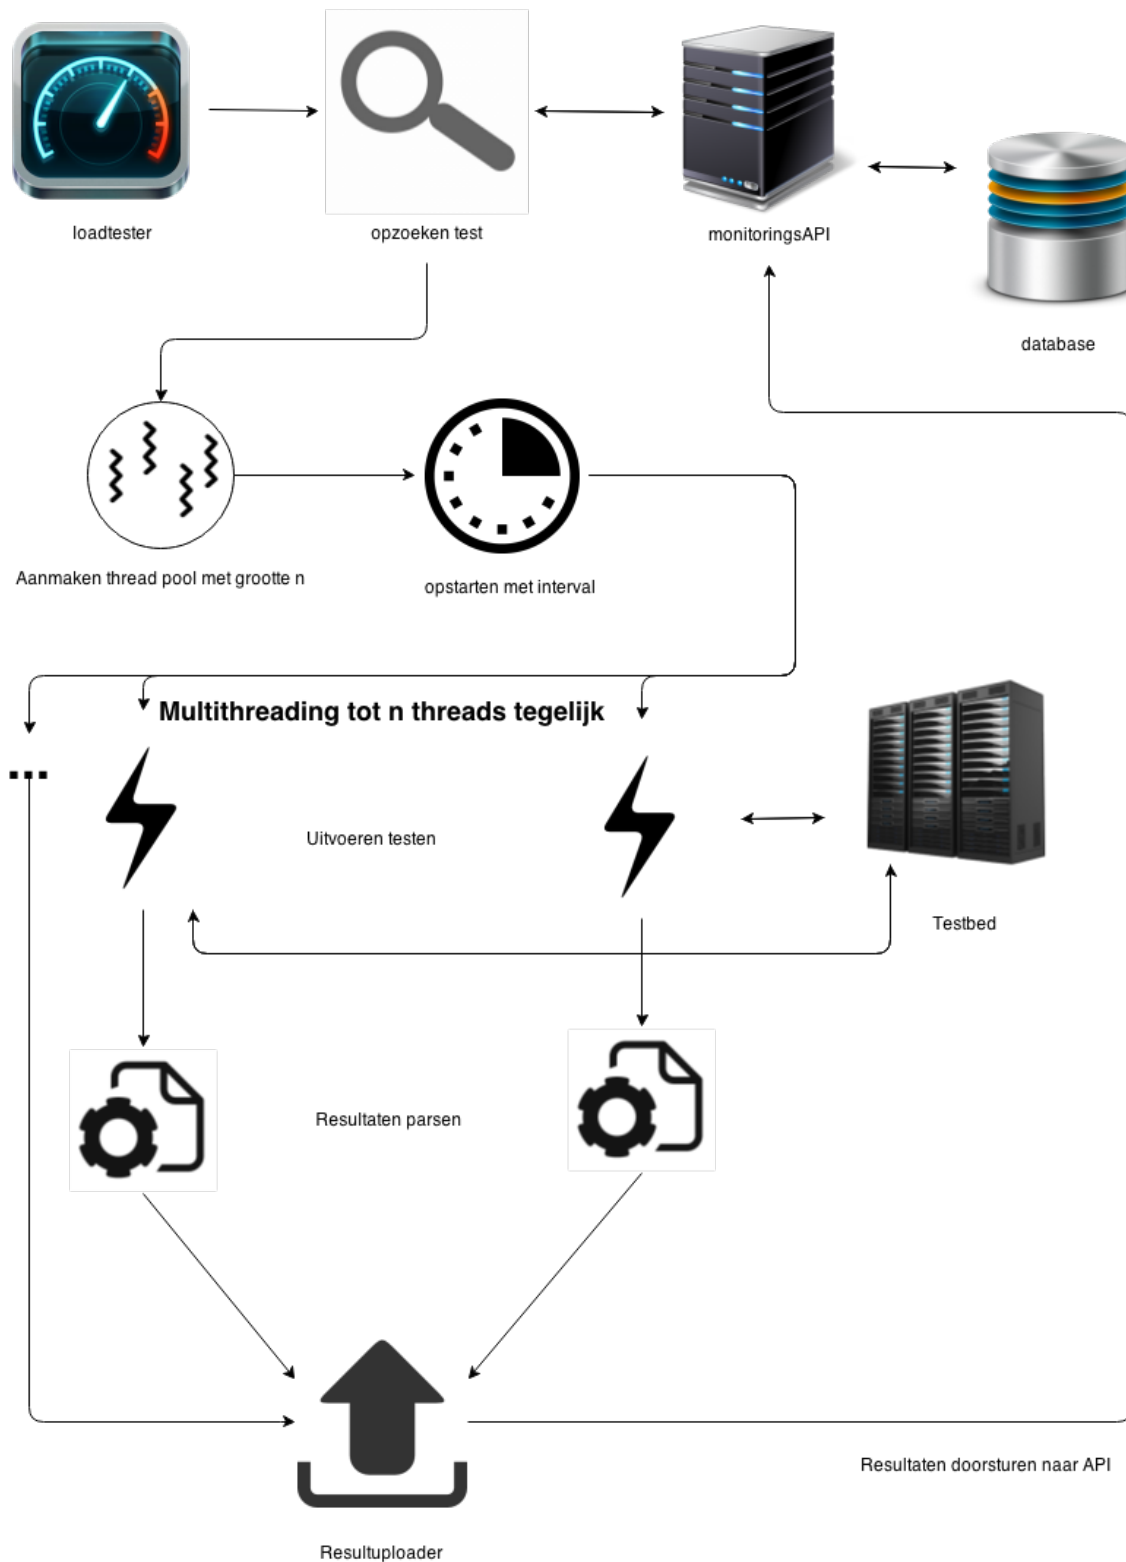 loadtester
opzoeken test
monitoringsAPI
database
Aanmaken thread pool met grootte n
opstarten met interval
Multithreading tot n threads tegelijk
...
Uitvoeren testen
Testbed
Resultaten parsen
Resultaten doorsturen naar API
Resultuploader